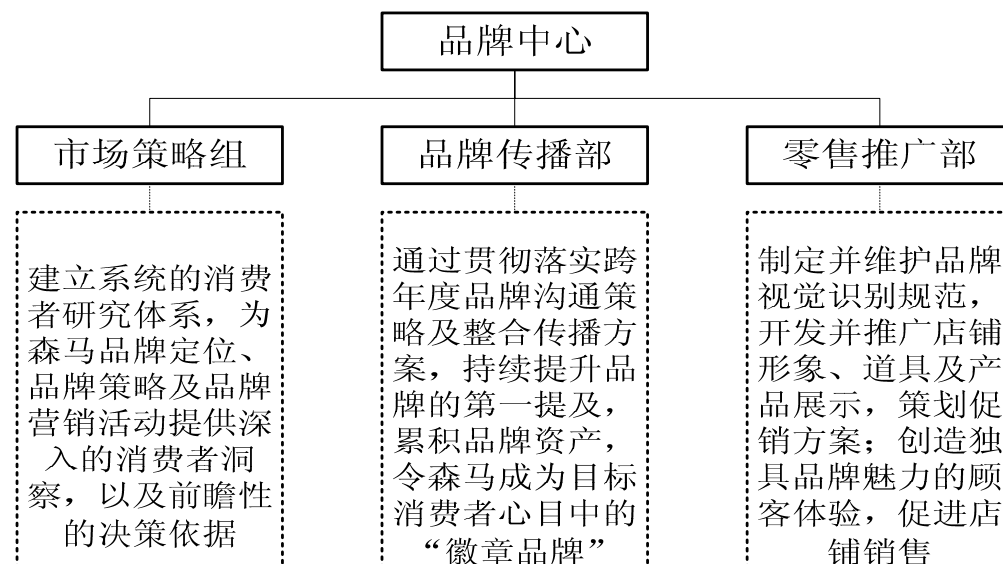 品牌中心
市场策略组
品牌传播部
零售推广部
建立系统的消费
者研究体系，为
森马品牌定位、
品牌策略及品牌
营销活动提供深
入的消费者洞
察，以及前瞻性
的决策依据
通过贯彻落实跨
年度品牌沟通策
略及整合传播方
案，持续提升品
牌的第一提及，
累积品牌资产，
令森马成为目标
消费者心目中的
“徽章品牌”
制定并维护品牌
视觉识别规范，
开发并推广店铺
形象、道具及产
品展示，策划促
销方案；创造独
具品牌魅力的顾
客体验，促进店
铺销售